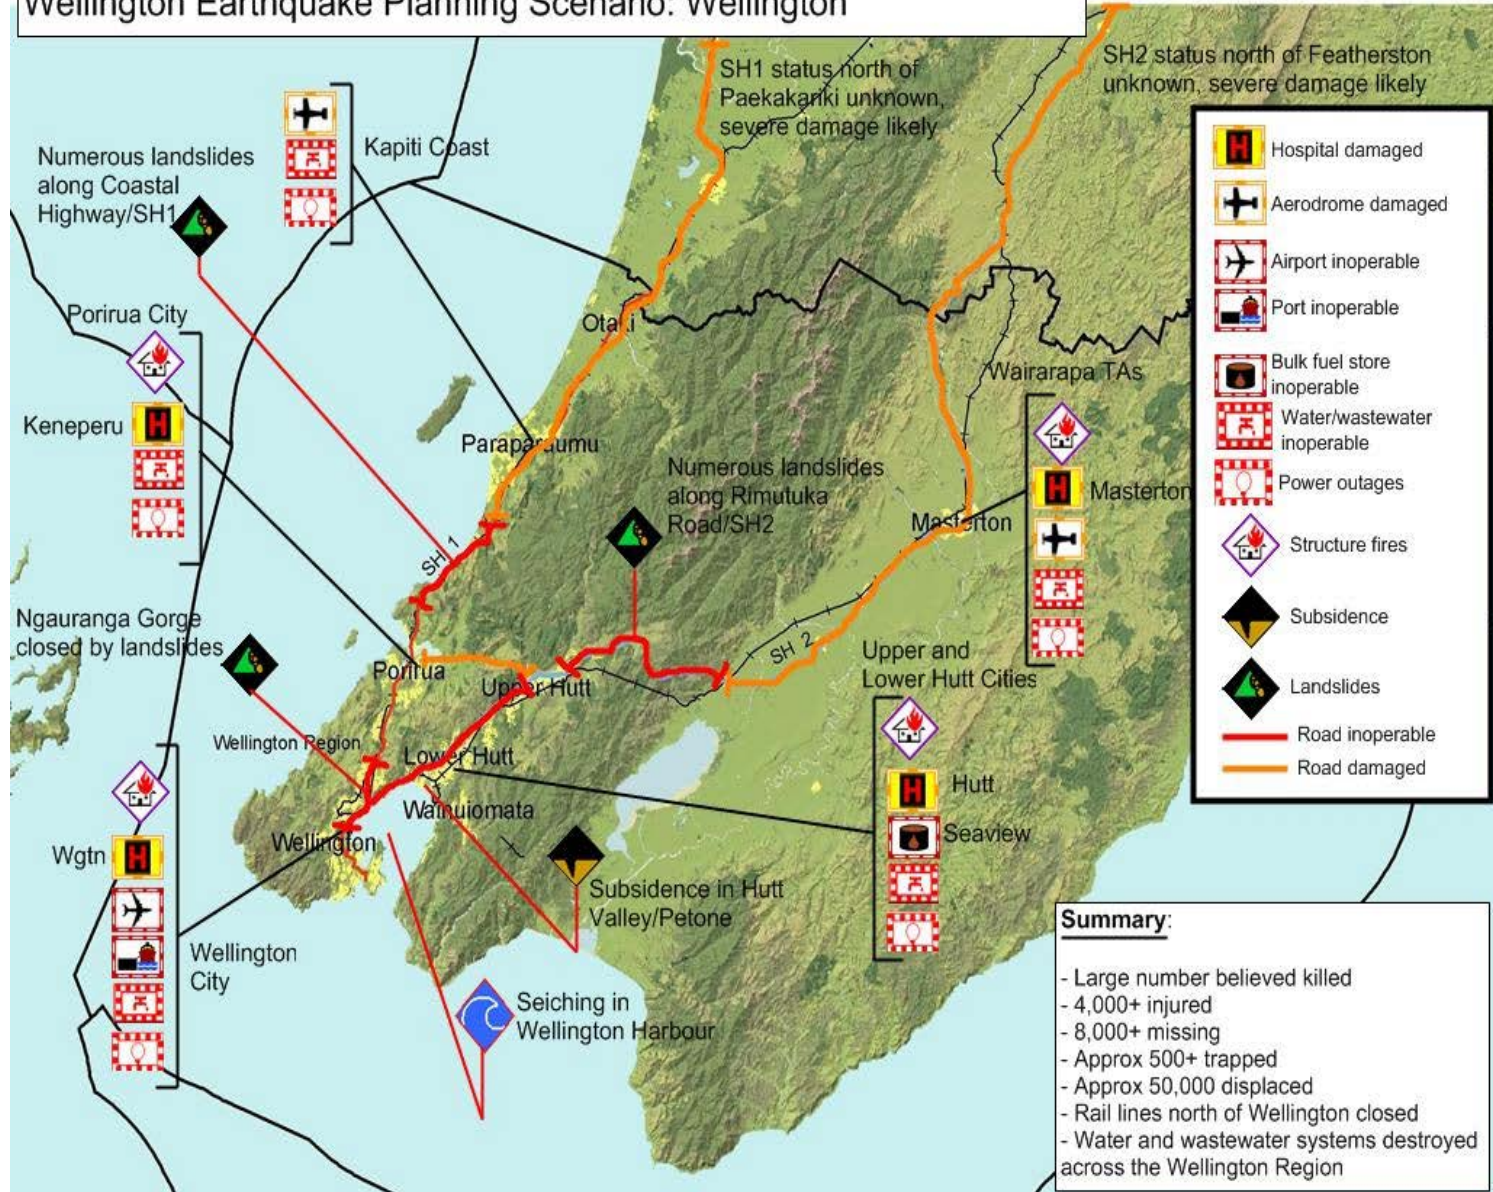 Wellington Earthquake Planning Scenario: Wellington
SH1 status north of
Paekakariki unknown,
severe damage likely
SH2 status north of Featherston
unknown, severe damage likely
Kapiti Coast
Numerous landslides
along Coastal
Highway/SH1
Porirua City
Keneperu
H
Otaki
Paraparaumu
SH 1
Numerous landslides
along Rimutuka
Road/SH2
Wairarapa TAs
H
Masterton
Masterton
SH 2
Ngauranga Gorge
closed by landslides
Porirua
Upper Hutt
Upper and
Lower Hutt Cities
Wellington Region
Lower Hutt
Wainuiomata
Wellington
H
Hutt
Seaview
Wgtn
H
Wellington
City
Subsidence in Hutt
Valley/Petone
Seiching in
Wellington Harbour
H
Hospital damaged
Aerodrome damaged
Airport inoperable
Port inoperable
Bulk fuel store
inoperable
Water/wastewater
inoperable
Power outages
Structure fires
Subsidence
Landslides
Road inoperable
Road damaged
Summary:
- Large number believed killed
- 4,000+ injured
- 8,000+ missing
- Approx 500+ trapped
- Approx 50,000 displaced
- Rail lines north of Wellington closed
- Water and wastewater systems destroyed
across the Wellington Region